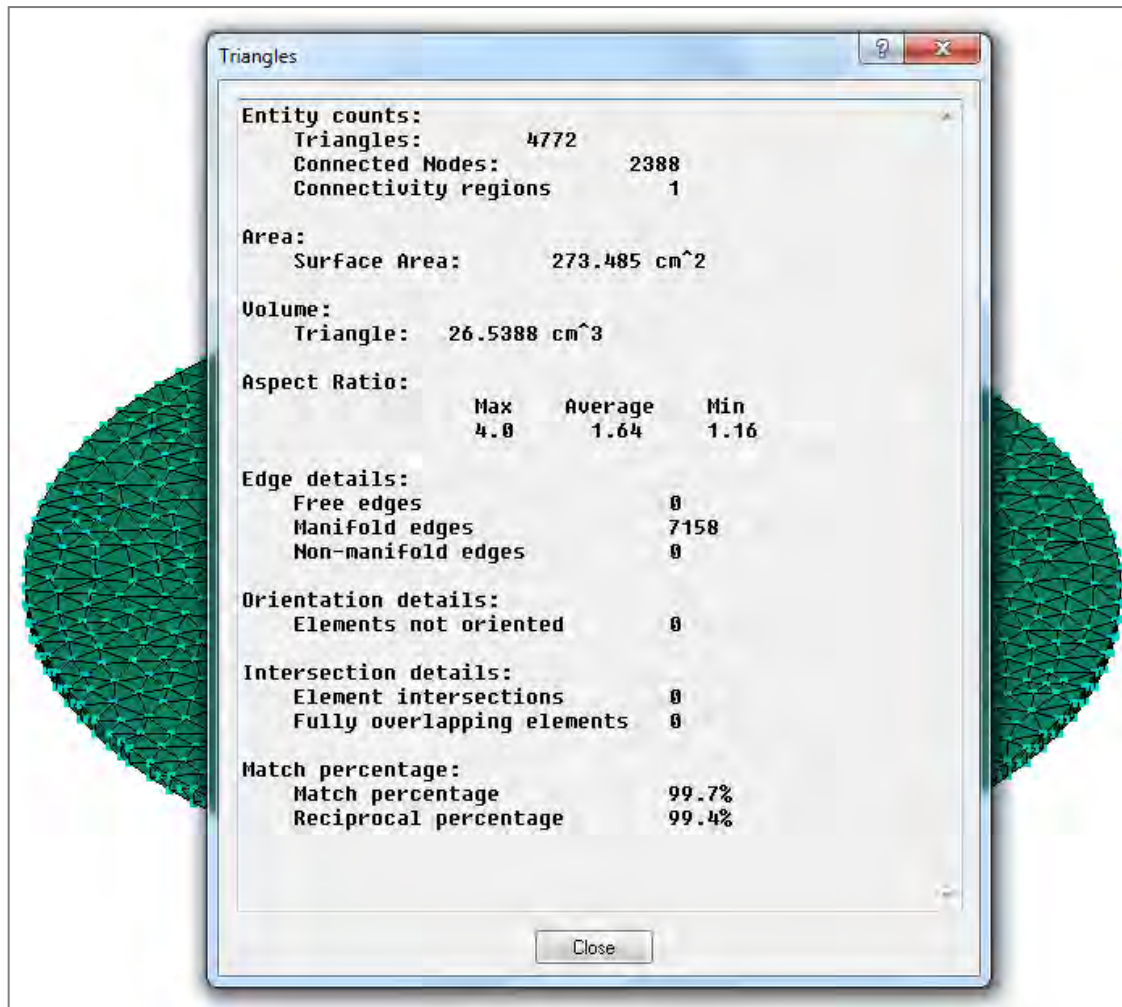 Triangles
Entity counts:
Triangles: 4772
Connected Nodes: 2388
Connectivity regions 1
Area:
Surface Area: 273.485 cm^2
Volume:
Triangle: 26.5388 cm^3
Aspect Ratio:
Max Average Min
4.0 1.64 1.16
Edge details:
Free edges 0
Manifold edges 7158
Non-manifold edges 0
Orientation details:
Elements not oriented 0
Intersection details:
Element intersections 0
Fully overlapping elements 0
Match percentage:
Match percentage 99.7%
Reciprocal percentage 99.4%
Close